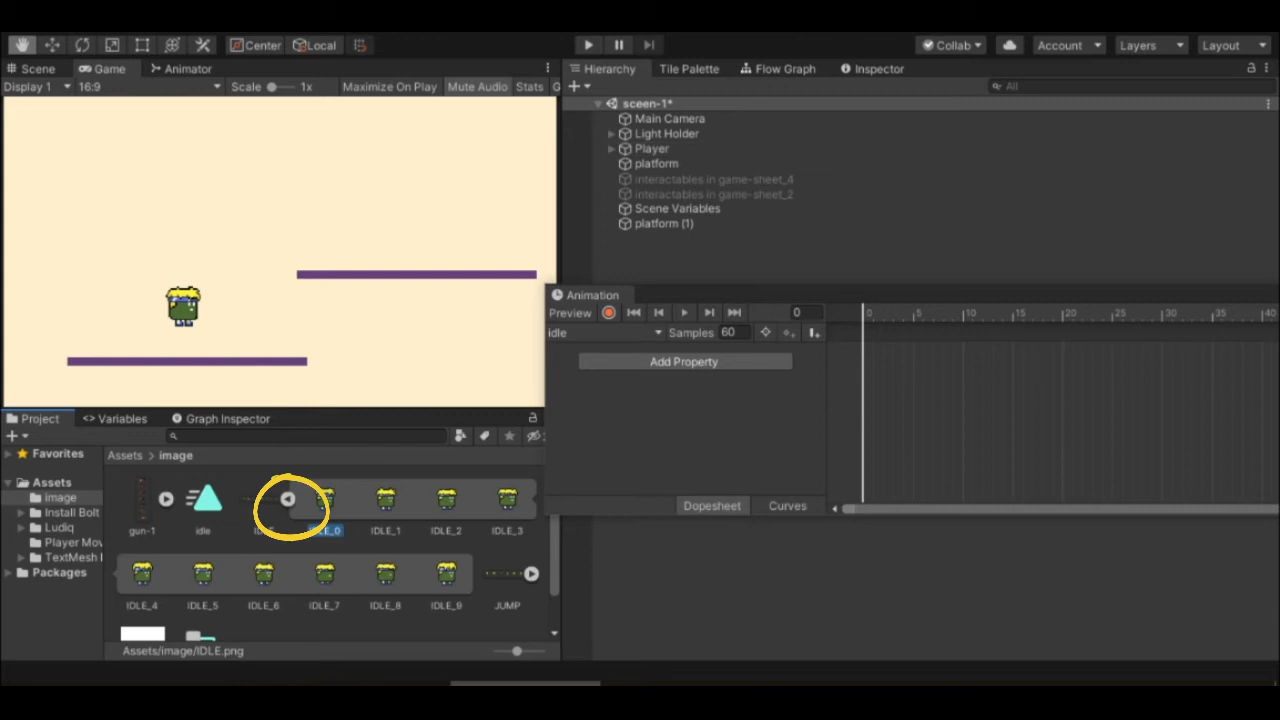 Center Local Collab Account Layers Layout
Scene Game Animator
Display 1 16:9 Scale 1x Maximize On Play Mute Audio Stats G
Hierarchy Tile Palette Flow Graph Inspector
All
sceen-1*
Main Camera
Light Holder
Player
platform
interactables in game-sheet_4
interactables in game-sheet_2
Scene Variables
platform (1)
Animation
Preview 0
idle Samples 60
0 5 10 15 20 25 30 35 40
Add Property
Dopesheet Curves
Project <> Variables Graph Inspector
Favorites
Assets
image
Install Bolt
Ludiq
Player Mov
TextMesh
Packages
Assets > image
gun-1 idle IDLE_0 IDLE_1 IDLE_2 IDLE_3
IDLE_4 IDLE_5 IDLE_6 IDLE_7 IDLE_8 IDLE_9 JUMP
Assets/image/IDLE.png